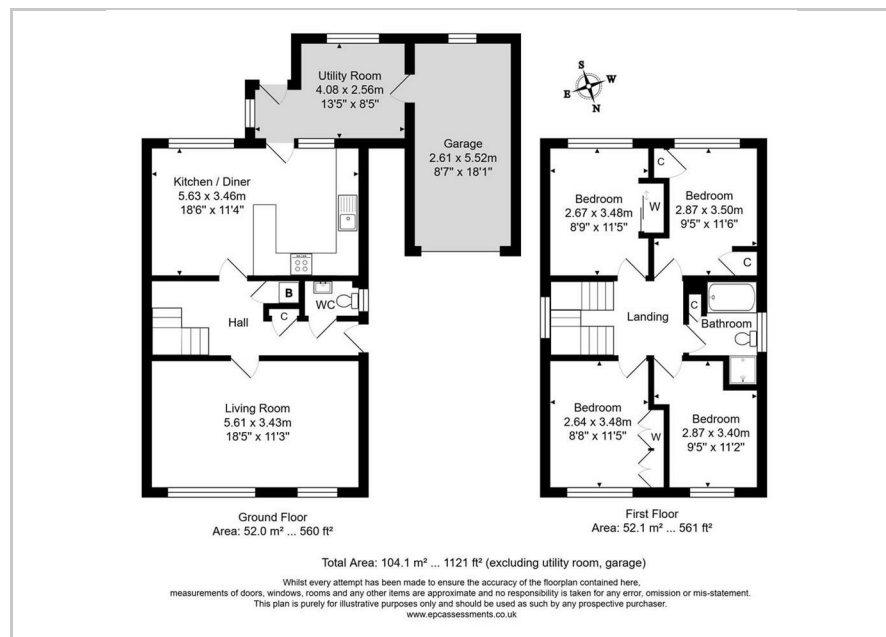 Utility Room
4.08 x 2.56m
13'5" x 8'5"
S
W
E
N
Garage
2.61 x 5.52m
8'7" x 18'1"
Kitchen / Diner
5.63 x 3.46m
18'6" x 11'4"
C
Bedroom
2.67 x 3.48m
8'9" x 11'5"
W
Bedroom
2.87 x 3.50m
9'5" x 11'6"
C
B
WC
C
Hall
Landing
C
Bathroom
Living Room
5.61 x 3.43m
18'5" x 11'3"
Bedroom
2.64 x 3.48m
8'8" x 11'5"
W
Bedroom
2.87 x 3.40m
9'5" x 11'2"
Ground Floor
Area: 52.0 m² ... 560 ft²
First Floor
Area: 52.1 m² ... 561 ft²
Total Area: 104.1 m² ... 1121 ft² (excluding utility room, garage)
Whilst every attempt has been made to ensure the accuracy of the floorplan contained here,
measurements of doors, windows, rooms and any other items are approximate and no responsibility is taken for any error, omission or mis-statement.
This plan is purely for illustrative purposes only and should be used as such by any prospective purchaser.
www.epcassessments.co.uk